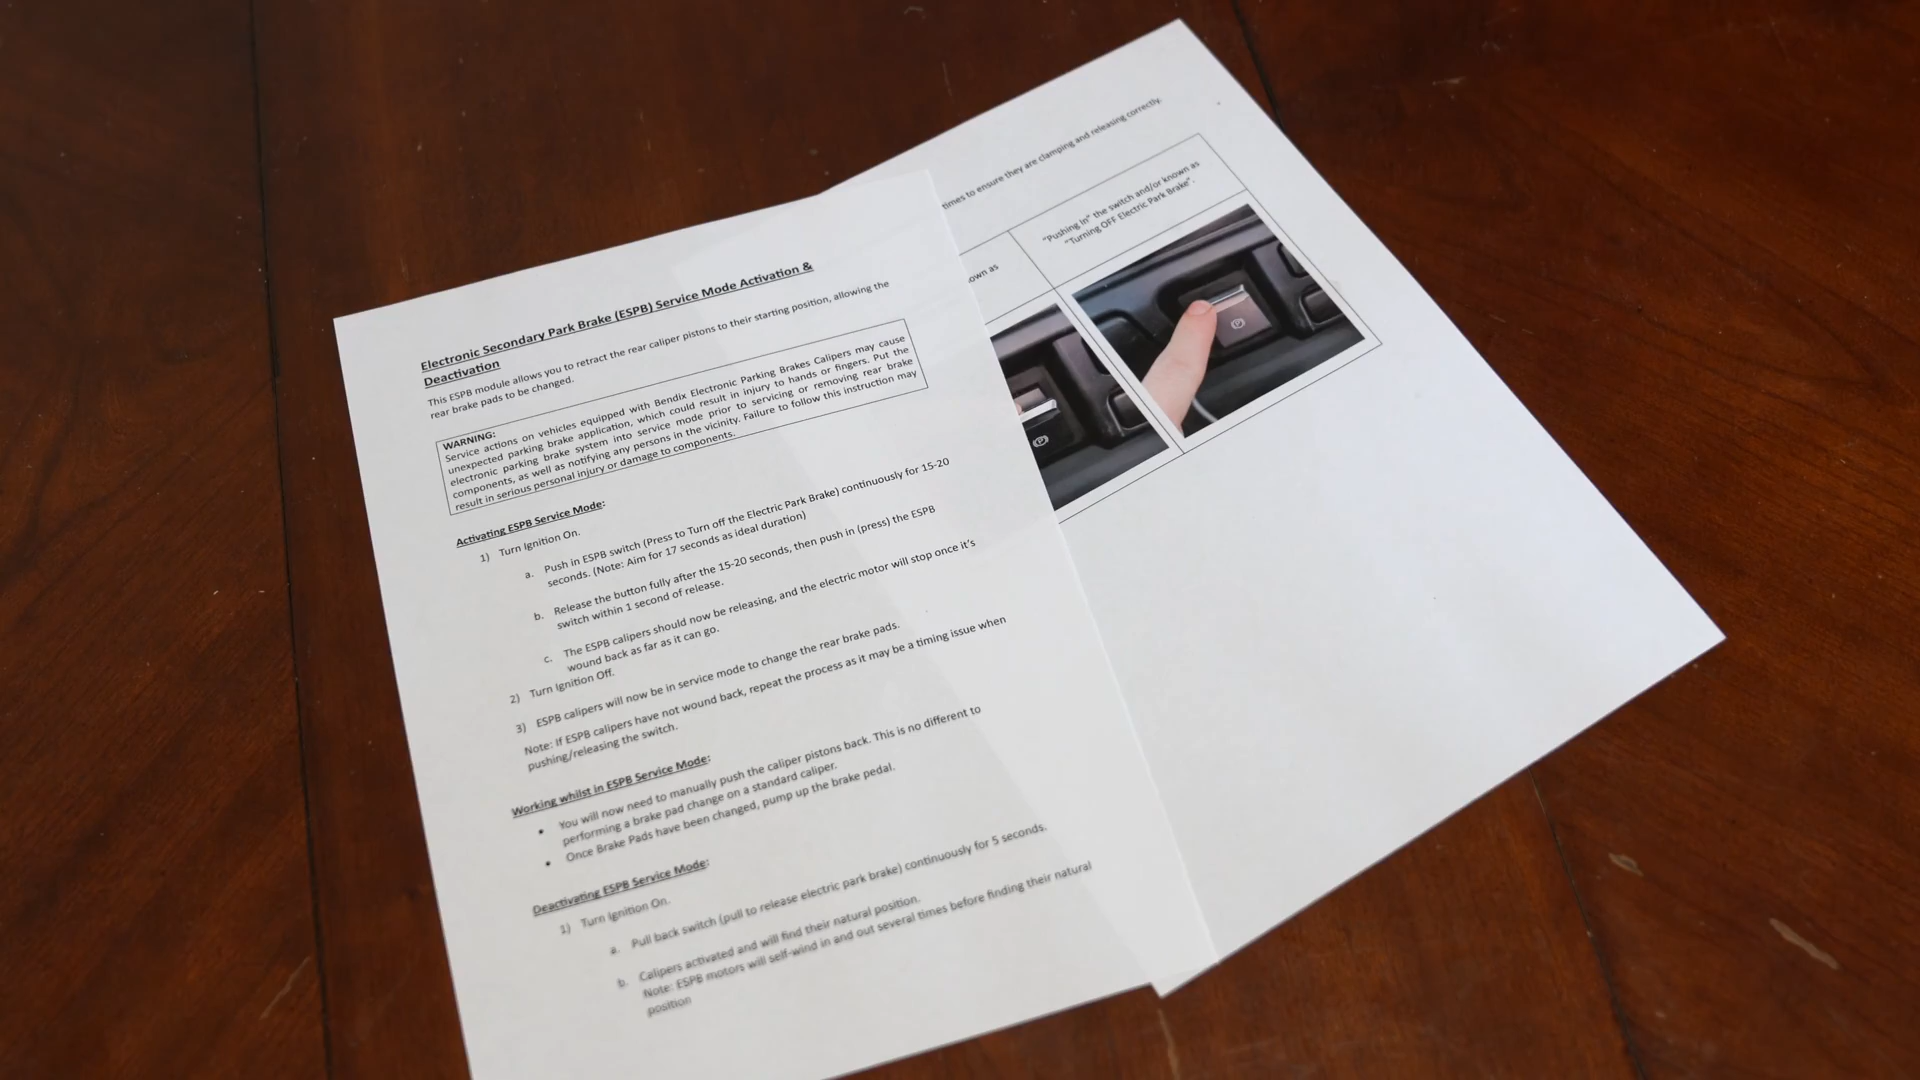 Electronic Secondary Park Brake (ESPB) Service Mode Activation &
Deactivation
This ESPB module allows you to retract the rear caliper pistons to their starting position, allowing the
rear brake pads to be changed.
WARNING:
Service actions on vehicles equipped with Bendix Electronic Parking Brakes Calipers may cause
unexpected parking brake application, which could result in injury to hands or fingers. Put the
electronic parking brake system into service mode prior to servicing or removing rear brake
components, as well as notifying any persons in the vicinity. Failure to follow this instruction may
result in serious personal injury or damage to components.
Activating ESPB Service Mode:
1) Turn Ignition On.
a. Push in ESPB switch (Press to Turn off the Electric Park Brake) continuously for 15-20
seconds. (Note: Aim for 17 seconds as ideal duration)
b. Release the button fully after the 15-20 seconds, then push in (press) the ESPB
switch within 1 second of release.
c. The ESPB calipers should now be releasing, and the electric motor will stop once it's
wound back as far as it can go.
2) Turn Ignition Off.
3) ESPB calipers will now be in service mode to change the rear brake pads.
Note: If ESPB calipers have not wound back, repeat the process as it may be a timing issue when
pushing/releasing the switch.
Working whilst in ESPB Service Mode:
• You will now need to manually push the caliper pistons back. This is no different to
performing a brake pad change on a standard caliper.
• Once Brake Pads have been changed, pump up the brake pedal.
Deactivating ESPB Service Mode:
1) Turn Ignition On.
a. Pull back switch (pull to release electric park brake) continuously for 5 seconds.
b. Calipers activated and will find their natural position.
Note: ESPB motors will self-wind in and out several times before finding their natural
position
times to ensure they are clamping and releasing correctly.
own as
"Pushing In" the switch and/or known as
"Turning OFF Electric Park Brake".